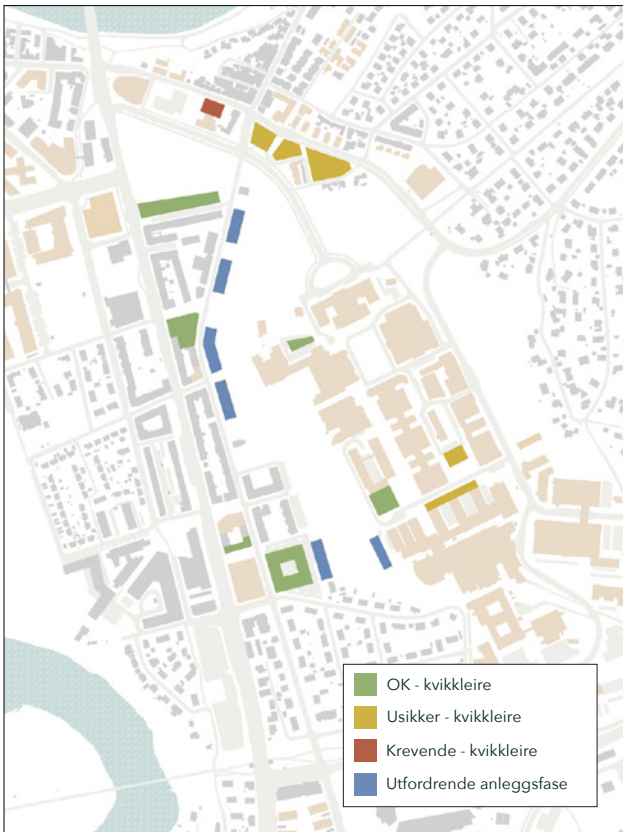 OK - kvikkleire
Usikker - kvikkleire
Krevende - kvikkleire
Utfordrende anleggsfase